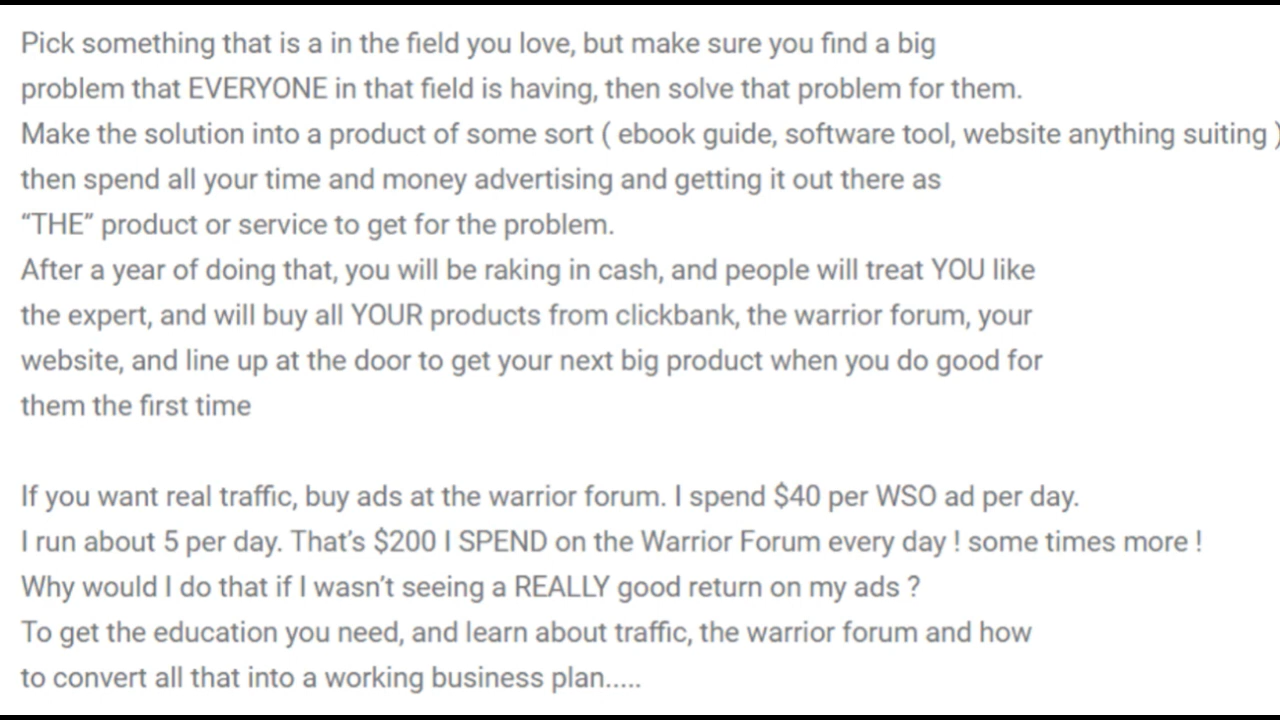 Pick something that is a in the field you love, but make sure you find a big
problem that EVERYONE in that field is having, then solve that problem for them.
Make the solution into a product of some sort ( ebook guide, software tool, website anything suiting )
then spend all your time and money advertising and getting it out there as
“THE” product or service to get for the problem.
After a year of doing that, you will be raking in cash, and people will treat YOU like
the expert, and will buy all YOUR products from clickbank, the warrior forum, your
website, and line up at the door to get your next big product when you do good for
them the first time
If you want real traffic, buy ads at the warrior forum. I spend $40 per WSO ad per day.
I run about 5 per day. That’s $200 I SPEND on the Warrior Forum every day ! some times more !
Why would I do that if I wasn’t seeing a REALLY good return on my ads ?
To get the education you need, and learn about traffic, the warrior forum and how
to convert all that into a working business plan.....